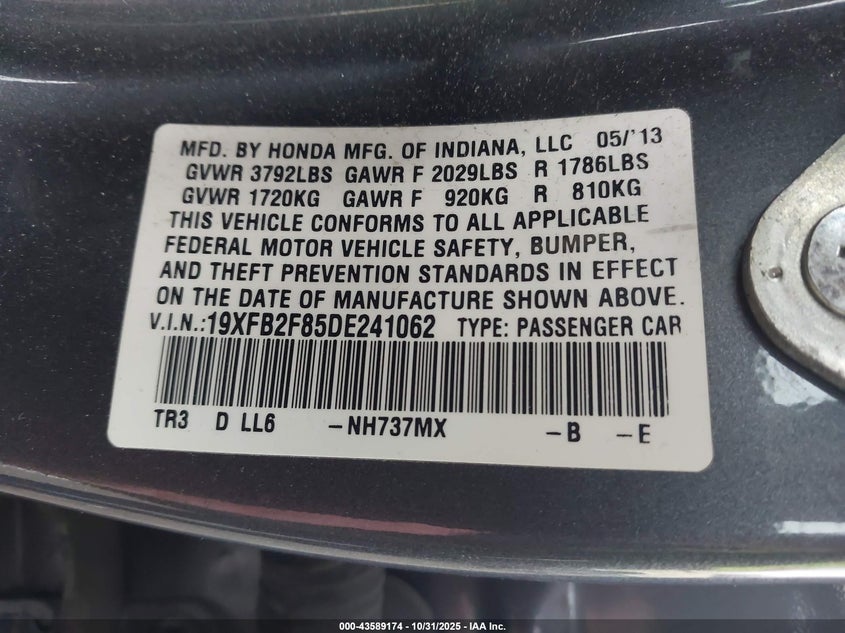 MFD. BY HONDA MFG. OF INDIANA, LLC 05/'13
GVWR 3792LBS GAWR F 2029LBS R 1786LBS
GVWR 1720KG GAWR F 920KG R 810KG
THIS VEHICLE CONFORMS TO ALL APPLICABLE
FEDERAL MOTOR VEHICLE SAFETY, BUMPER,
AND THEFT PREVENTION STANDARDS IN EFFECT
ON THE DATE OF MANUFACTURE SHOWN ABOVE.
V.I.N.:19XFB2F85DE241062 TYPE: PASSENGER CAR
TR3 D LL6 -NH737MX -B -E
000-43589174 - 10/31/2025 - IAA Inc.